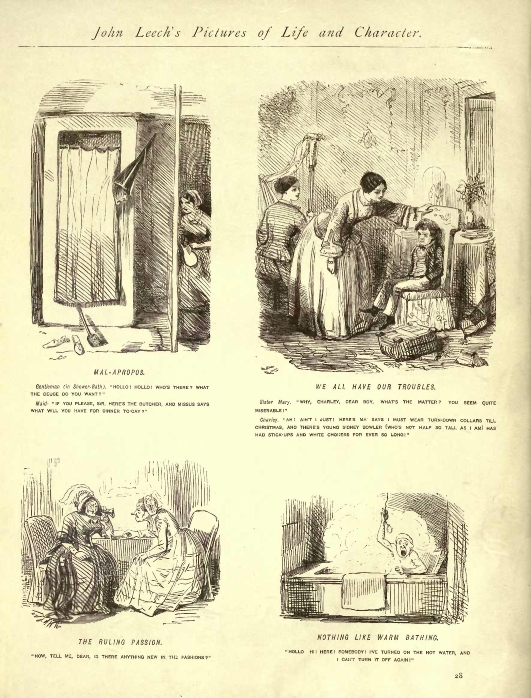 John Leech's Pictures of Life and Character.
MAL-APROPOS.
Gentleman (in Shower-Bath). "HOLLO! HOLLO! WHO'S THERE? WHAT
THE DEUSE DO YOU WANT?"
Maid. "IF YOU PLEASE, SIR, HERE'S THE BUTCHER, AND MISSUS SAYS
WHAT WILL YOU HAVE FOR DINNER TO-DAY?"
WE ALL HAVE OUR TROUBLES.
Sister Mary. "WHY, CHARLEY, DEAR BOY, WHAT'S THE MATTER? YOU SEEM QUITE
MISERABLE!"
Charley. "AH! AIN'T I JUST! HERE'S MA' SAYS I MUST WEAR TURN-DOWN COLLARS TILL
CHRISTMAS, AND THERE'S YOUNG SIDNEY BOWLER (WHO'S NOT HALF SO TALL AS I AM) HAS
HAD STICK-UPS AND WHITE CHOKERS FOR EVER SO LONG!"
THE RULING PASSION.
"NOW, TELL ME, DEAR, IS THERE ANYTHING NEW IN THE FASHIONS?"
NOTHING LIKE WARM BATHING.
"HOLLO HI! HERE! SOMEBODY! I'VE TURNED ON THE HOT WATER, AND
I CAN'T TURN IT OFF AGAIN!"
28